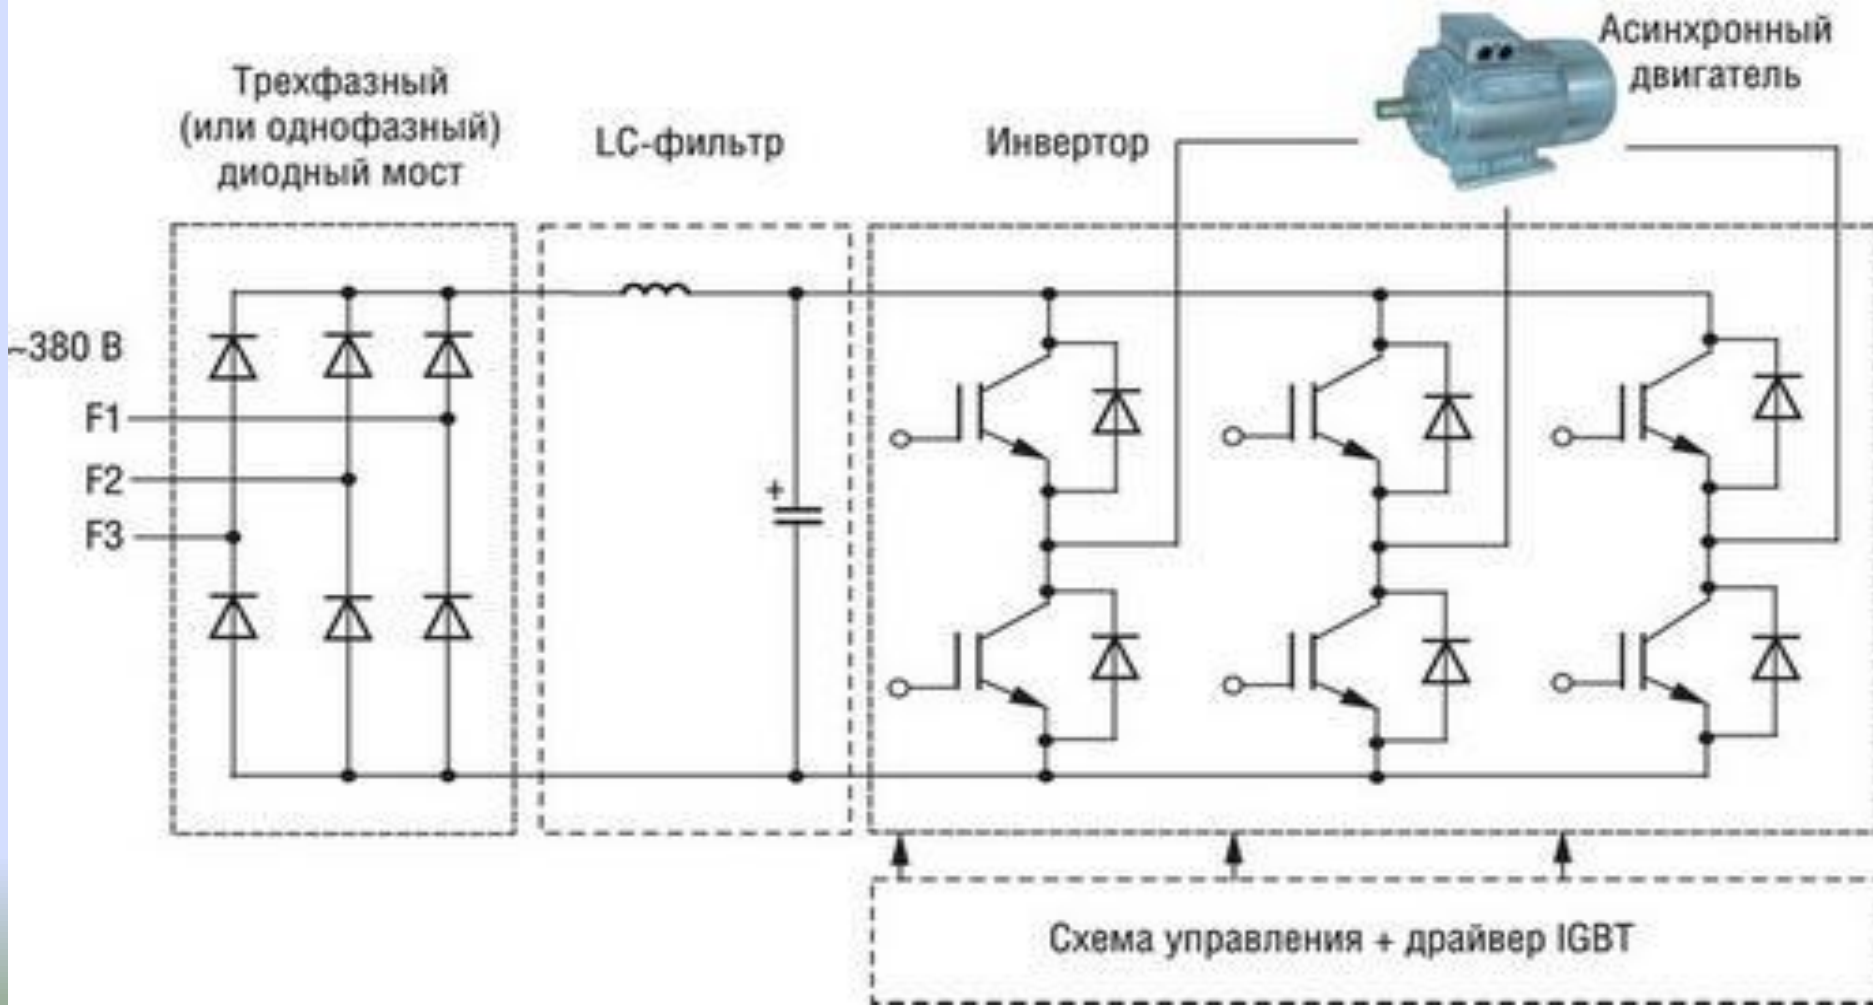 Трехфазный
(или однофазный)
диодный мост
LC-фильтр
Инвертор
Асинхронный
двигатель
~380 В
F1
F2
F3
+
Схема управления + драйвер IGBT